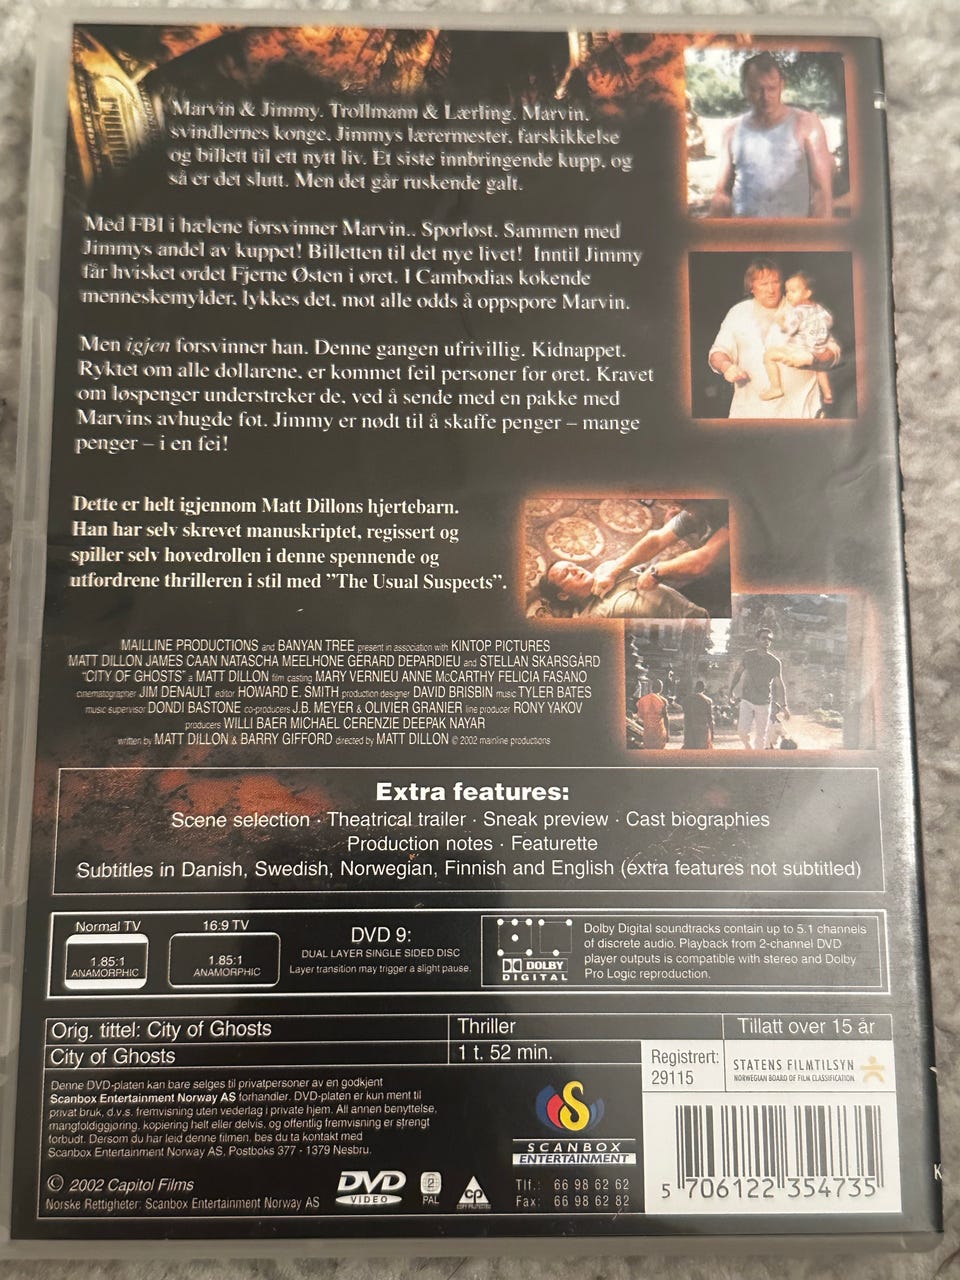 Marvin & Jimmy. Trollmann & Lærling. Marvin,
svindlernes konge. Jimmys læremester, farskikkelse
og billett til ett nytt liv. Et siste innbringende kupp, og
så er det slutt. Men det går ruskende galt.
Med FBI i hælene forsvinner Marvin.. Sporløst. Sammen med
Jimmys andel av kuppet! Billetten til det nye livet! Inntil Jimmy
får hvisket ordet Fjerne Østen i øret. I Cambodias kokende
menneskemylder, lykkes det, mot alle odds å oppspore Marvin.
Men igjen forsvinner han. Denne gangen ufrivillig. Kidnappet.
Ryktet om alle dollarene, er kommet feil personer for øret. Kravet
om løspenger understreker de, ved å sende med en pakke med
Marvins avhugde fot. Jimmy er nødt til å skaffe penger – mange
penger – i en fei!
Dette er helt igjennom Matt Dillons hjertebarn.
Han har selv skrevet manuskriptet, regissert og
spiller selv hovedrollen i denne spennende og
utfordrene thrilleren i stil med "The Usual Suspects".
MAILLINE PRODUCTIONS and BANYAN TREE present in association with KINTOP PICTURES
MATT DILLON JAMES CAAN NATASCHA MEELHONE GERARD DEPARDIEU and STELLAN SKARSGÅRD
"CITY OF GHOSTS" a MATT DILLON film casting MARY VERNIEU ANNE McCARTHY FELICIA FASANO
cinematographer JIM DENAULT editor HOWARD E. SMITH production designer DAVID BRISBIN music TYLER BATES
music supervisor DONDI BASTONE co-producers J.B. MEYER & OLIVIER GRANIER line producer RONY YAKOV
producers WILLI BAER MICHAEL CERENZIE DEEPAK NAYAR
written by MATT DILLON & BARRY GIFFORD directed by MATT DILLON © 2002 mainline productions
Extra features:
Scene selection · Theatrical trailer · Sneak preview · Cast biographies
Production notes · Featurette
Subtitles in Danish, Swedish, Norwegian, Finnish and English (extra features not subtitled)
Normal TV
1.85:1
ANAMORPHIC
16:9 TV
1.85:1
ANAMORPHIC
DVD 9:
DUAL LAYER SINGLE SIDED DISC
Layer transition may trigger a slight pause.
DOLBY
DIGITAL
Dolby Digital soundtracks contain up to 5.1 channels
of discrete audio. Playback from 2-channel DVD
player outputs is compatible with stereo and Dolby
Pro Logic reproduction.
Orig. tittel: City of Ghosts
Thriller
Tillatt over 15 år
City of Ghosts
1 t. 52 min.
Registrert:
29115
STATENS FILMTILSYN
NORWEGIAN BOARD OF FILM CLASSIFICATION
Denne DVD-platen kan bare selges til privatpersoner av en godkjent
Scanbox Entertainment Norway AS forhandler. DVD-platen er kun ment til
privat bruk, d.v.s. fremvisning uten vederlag i private hjem. All annen benyttelse,
mangfoldiggjøring, kopiering helt eller delvis, og offentlig fremvisning er strengt
forbudt. Dersom du har leid denne filmen, bes du ta kontakt med
Scanbox Entertainment Norway AS, Postboks 377 - 1379 Nesbru.
© 2002 Capitol Films
Norske Rettigheter: Scanbox Entertainment Norway AS
DVD
VIDEO
2
PAL
cp
COPY PROTECTED
S
SCANBOX
ENTERTAINMENT
Tlf.: 66 98 62 62
Fax: 66 98 62 82
5 706122 354735
K